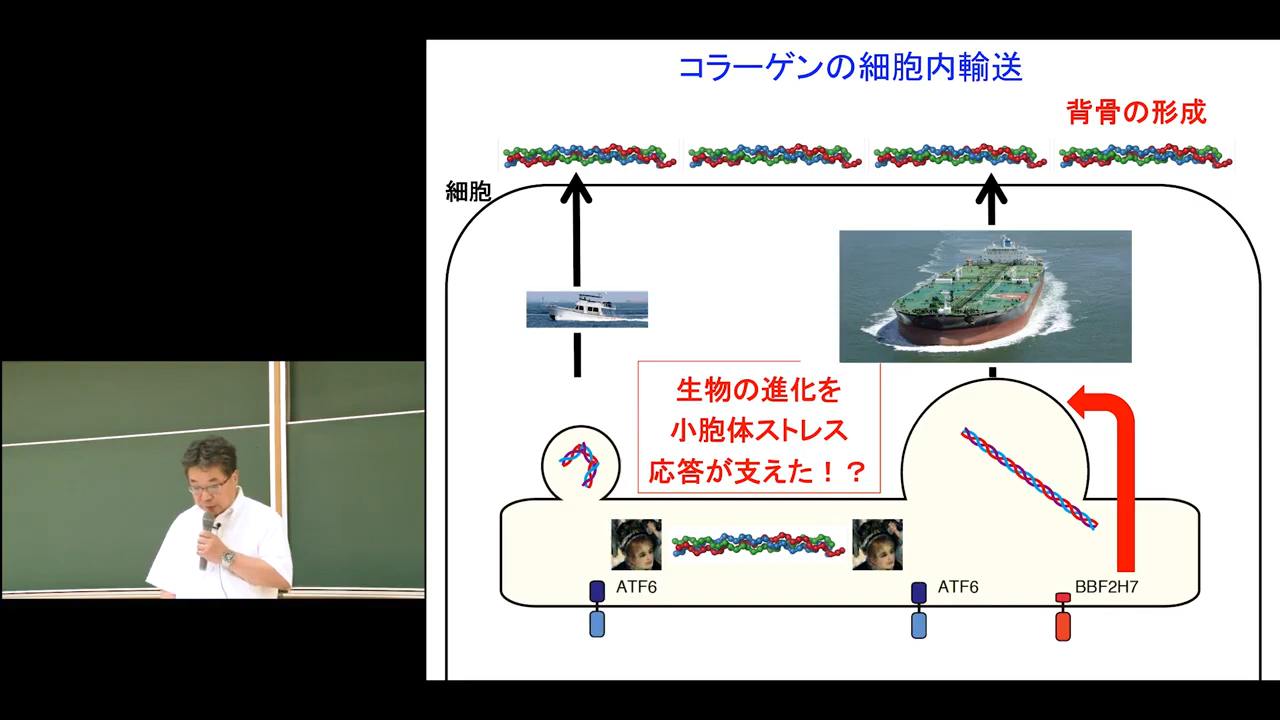 コラーゲンの細胞内輸送
背骨の形成
細胞
生物の進化を
小胞体ストレス
応答が支えた！？
ATF6
ATF6
BBF2H7